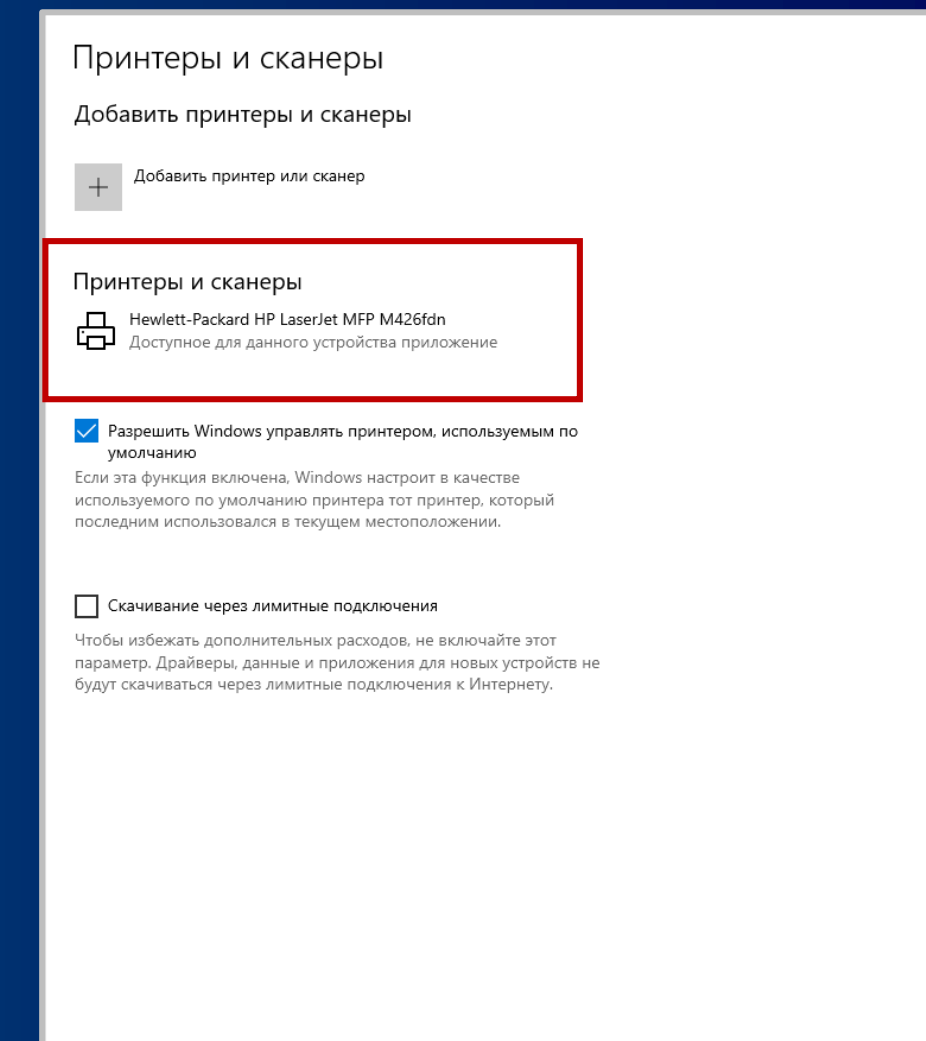 Принтеры и сканеры
Добавить принтеры и сканеры
Добавить принтер или сканер
Принтеры и сканеры
Hewlett-Packard HP LaserJet MFP M426fdn
Доступное для данного устройства приложение
Разрешить Windows управлять принтером, используемым по
умолчанию
Если эта функция включена, Windows настроит в качестве
используемого по умолчанию принтера тот принтер, который
последним использовался в текущем местоположении.
Скачивание через лимитные подключения
Чтобы избежать дополнительных расходов, не включайте этот
параметр. Драйверы, данные и приложения для новых устройств не
будут скачиваться через лимитные подключения к Интернету.